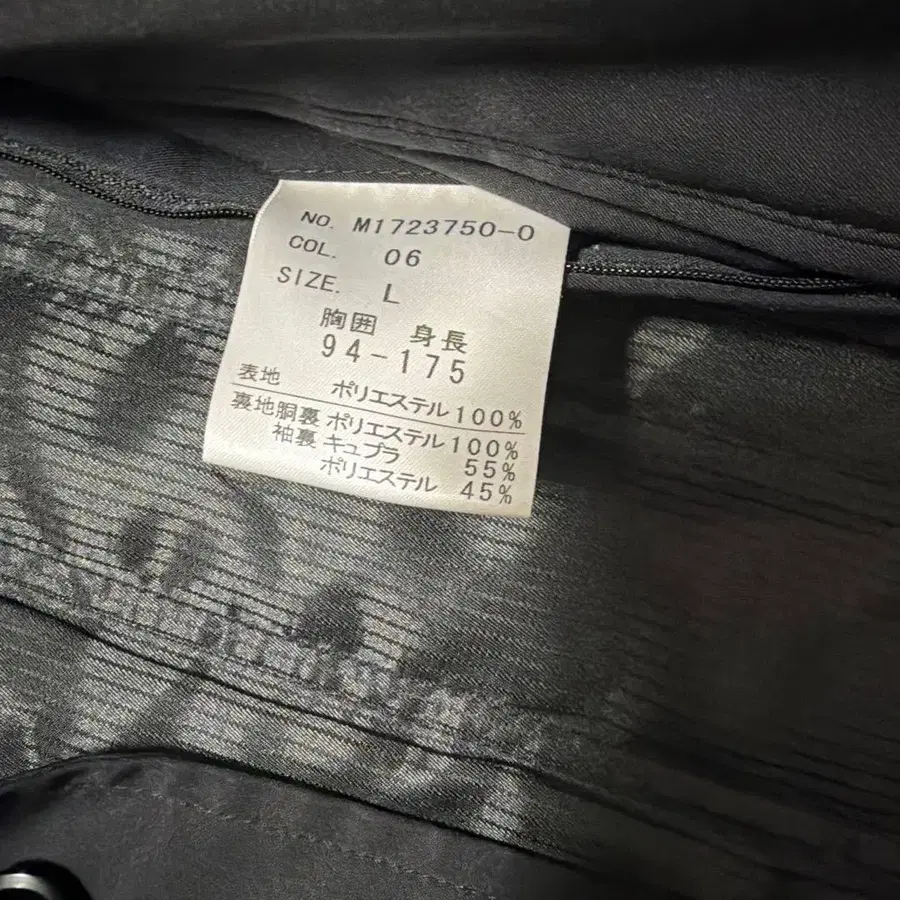 NO. M1723750-0
COL. 06
SIZE. L
胸囲 身長
94-175
表地 ポリエステル100%
裏地胴裏 ポリエステル100%
袖裏 キュプラ 55%
ポリエステル 45%